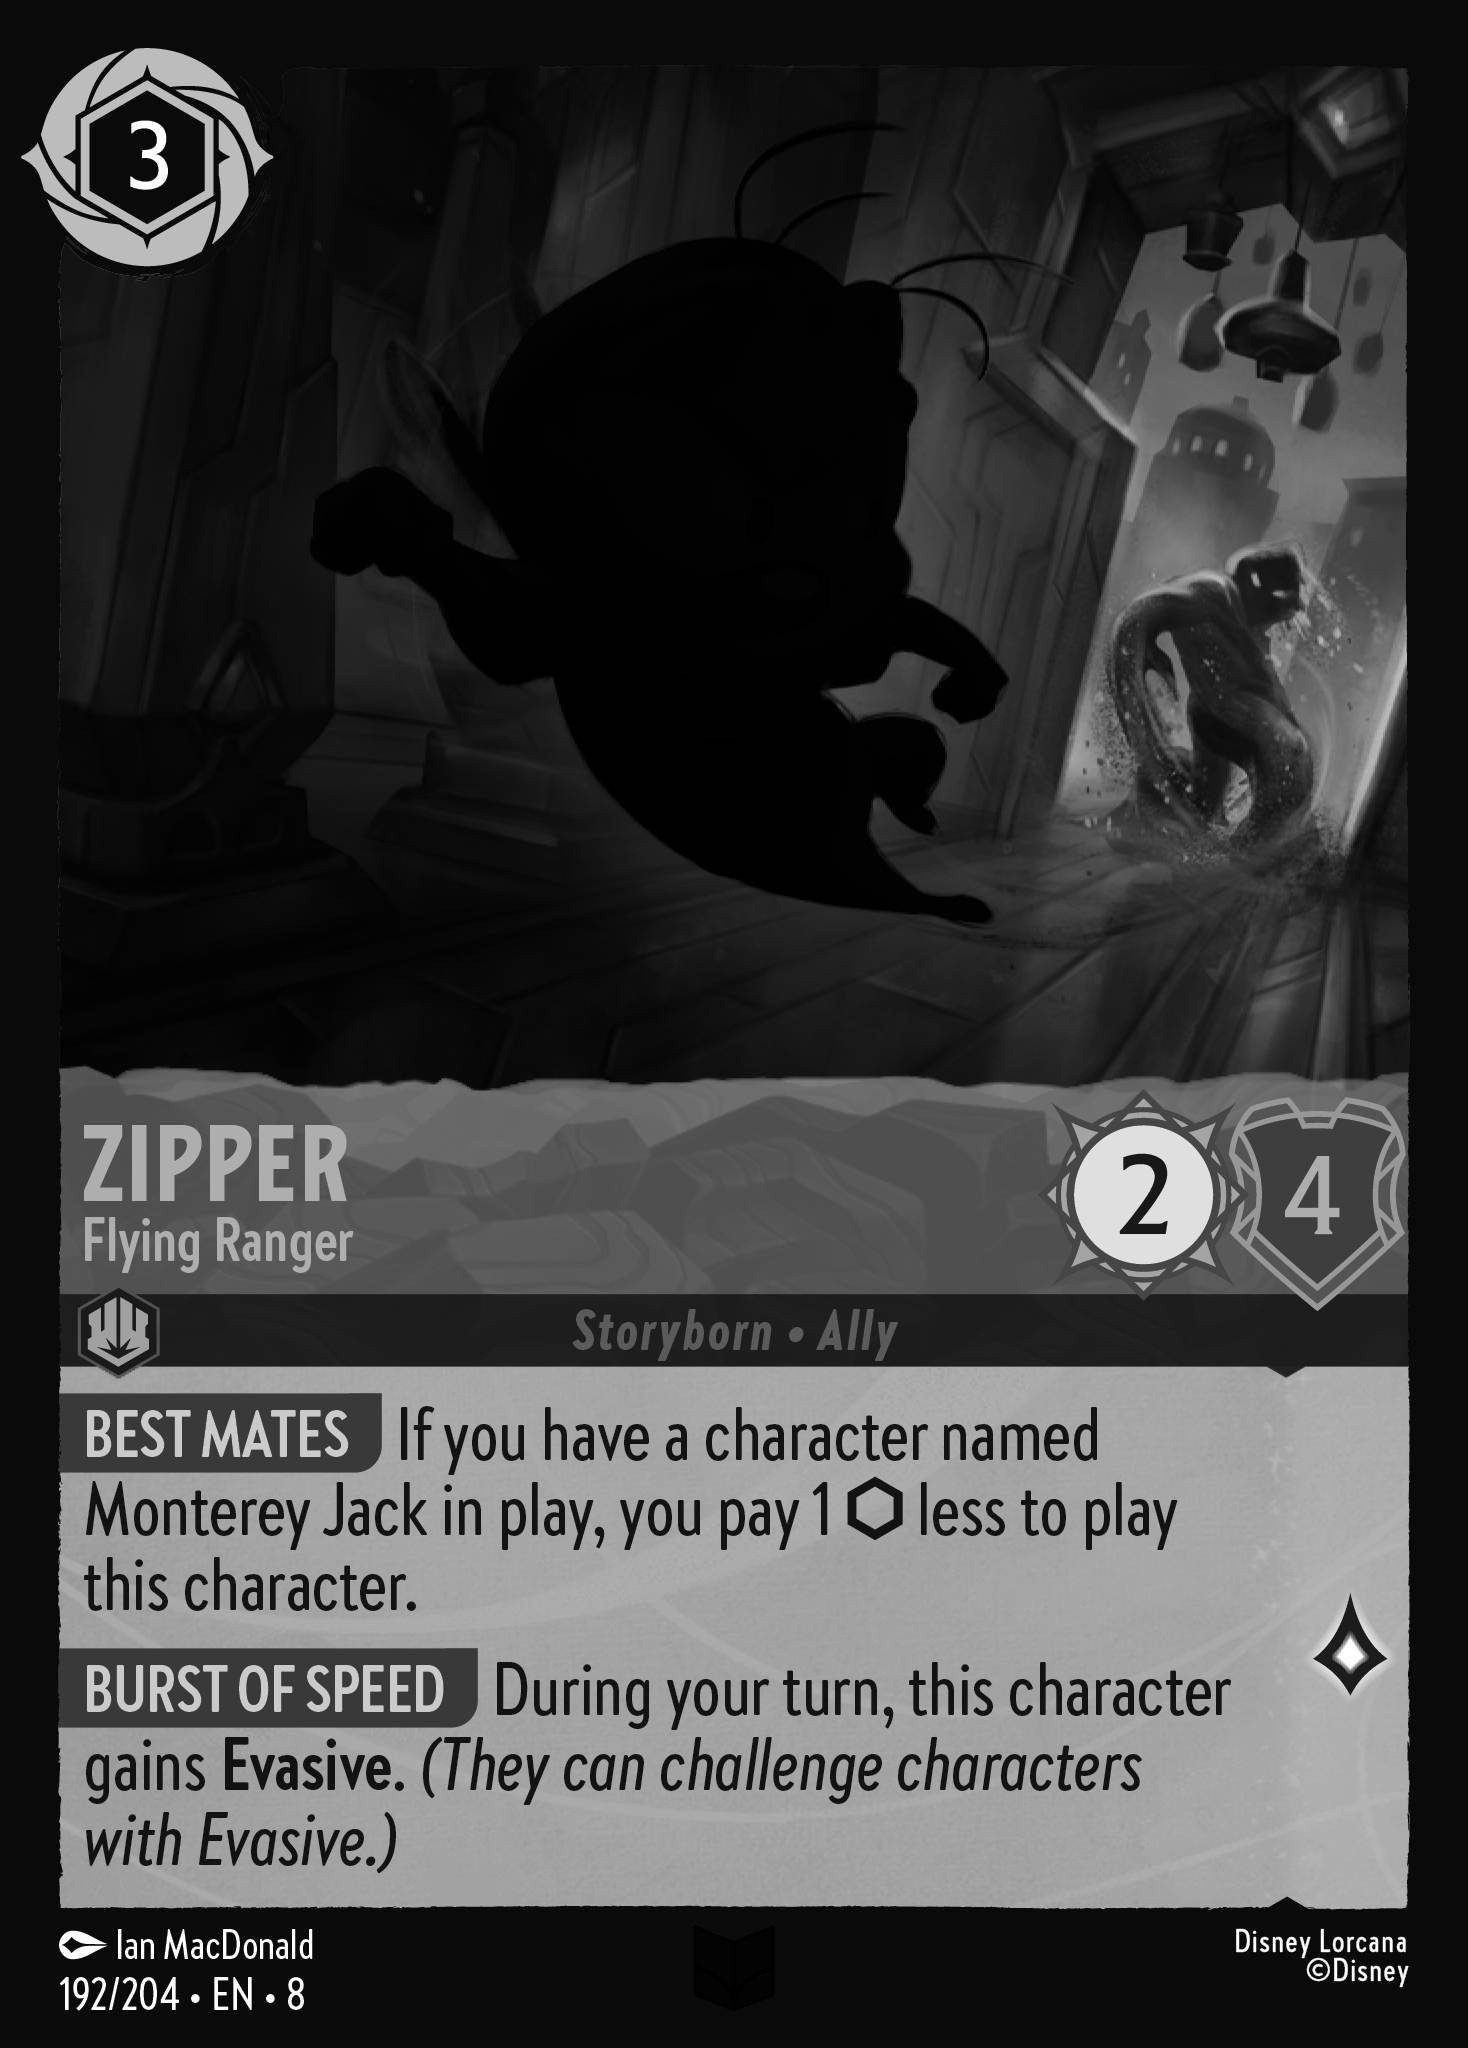 3
ZIPPER
Flying Ranger
2 4
Storyborn • Ally
BEST MATES If you have a character named
Monterey Jack in play, you pay 1 ⬡ less to play
this character.
BURST OF SPEED During your turn, this character
gains Evasive. (They can challenge characters
with Evasive.)
Ian MacDonald
192/204 • EN • 8
Disney Lorcana
©Disney